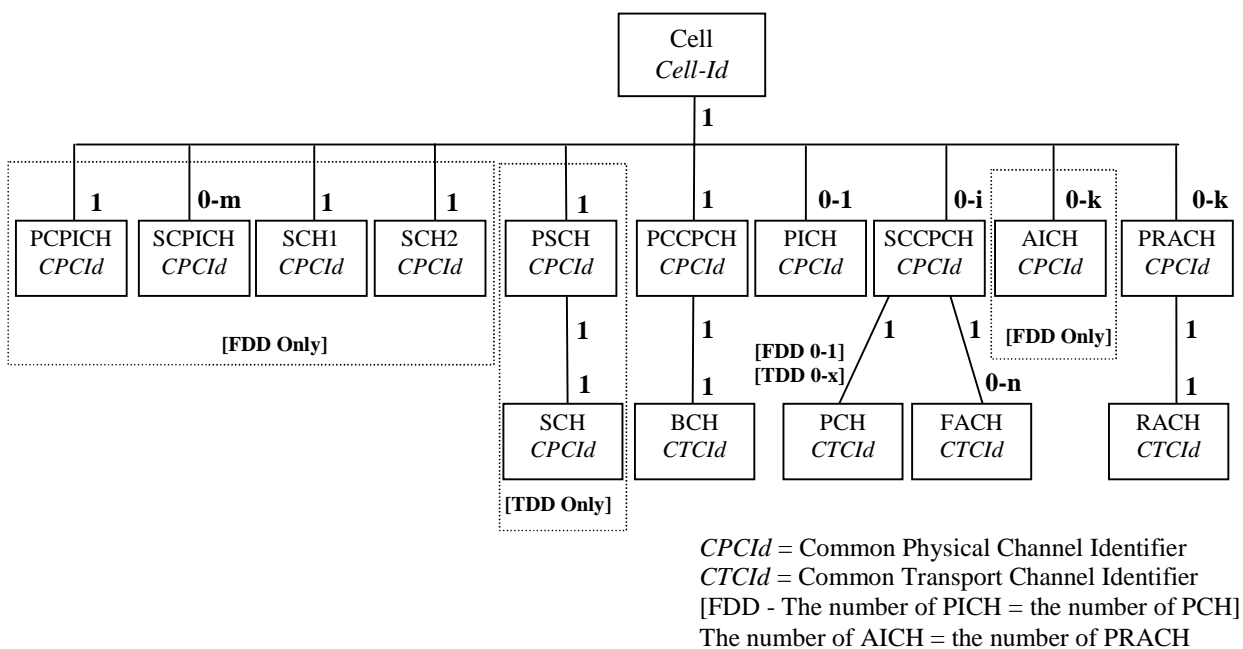 Cell
Cell-Id
1
1 0-m 1 1 1 1 0-1 0-i 0-k 0-k
PCPICH SCPICH SCH1 SCH2 PSCH PCCPCH PICH SCCPCH AICH PRACH
CPCId CPCId CPCId CPCId CPCId CPCId CPCId CPCId CPCId CPCId
1 1 1 1 1
[FDD Only] [FDD Only]
[FDD 0-1]
[TDD 0-x]
1 1 0-n 1
SCH BCH PCH FACH RACH
CPCId CTCId CTCId CTCId CTCId
[TDD Only]
CPCId = Common Physical Channel Identifier
CTCId = Common Transport Channel Identifier
[FDD - The number of PICH = the number of PCH]
The number of AICH = the number of PRACH